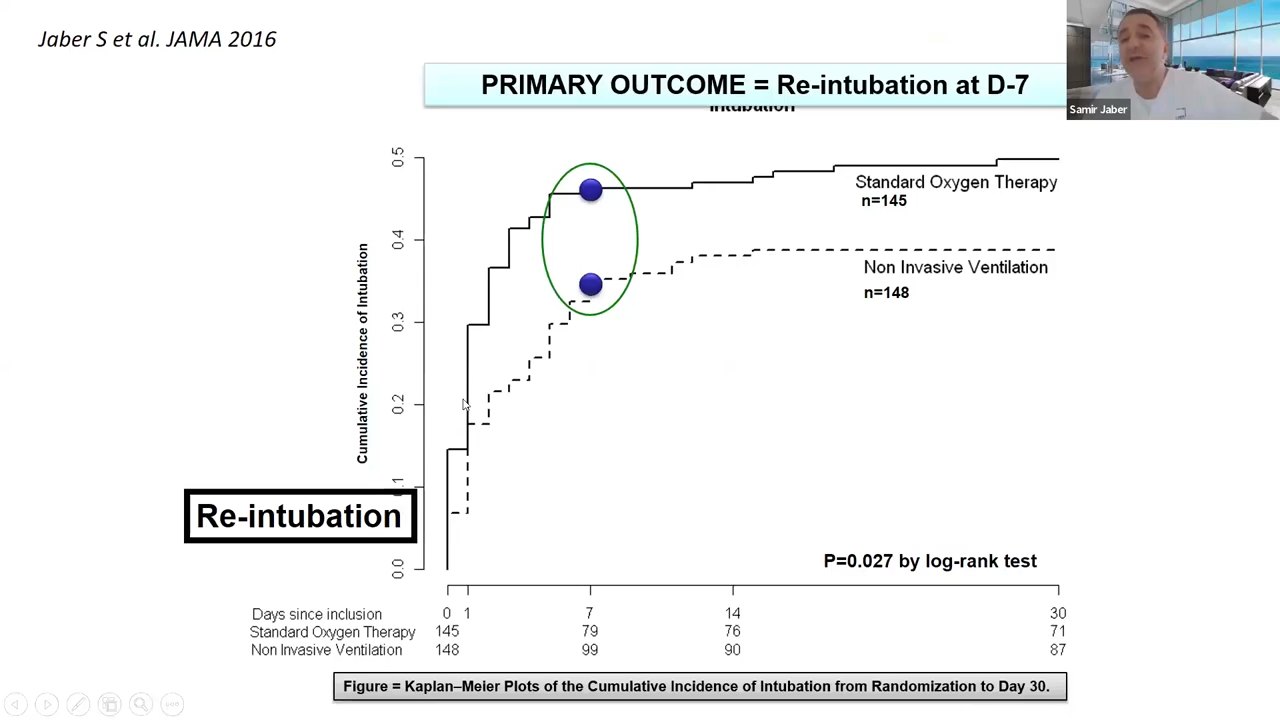 Jaber S et al. JAMA 2016
PRIMARY OUTCOME = Re-intubation at D-7
Intubation
Samir Jaber
Cumulative Incidence of Intubation
0.5
0.4
0.3
0.2
0.1
0.0
Standard Oxygen Therapy
n=145
Non Invasive Ventilation
n=148
Re-intubation
P=0.027 by log-rank test
Days since inclusion 0 1 7 14 30
Standard Oxygen Therapy 145 79 76 71
Non Invasive Ventilation 148 99 90 87
Figure = Kaplan–Meier Plots of the Cumulative Incidence of Intubation from Randomization to Day 30.